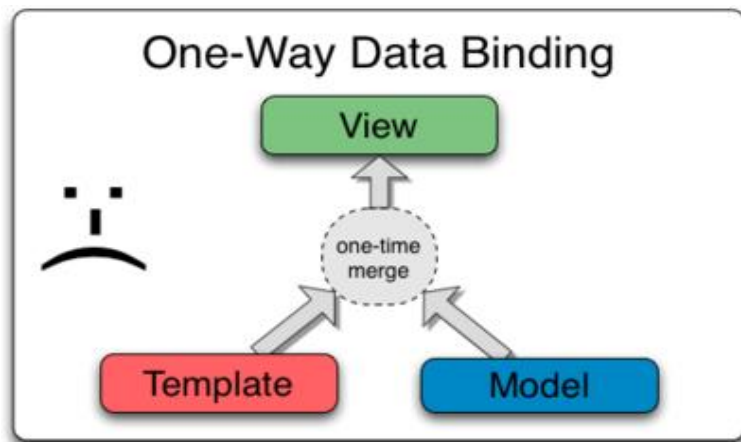 One-Way Data Binding
View
one-time
merge
Template
Model